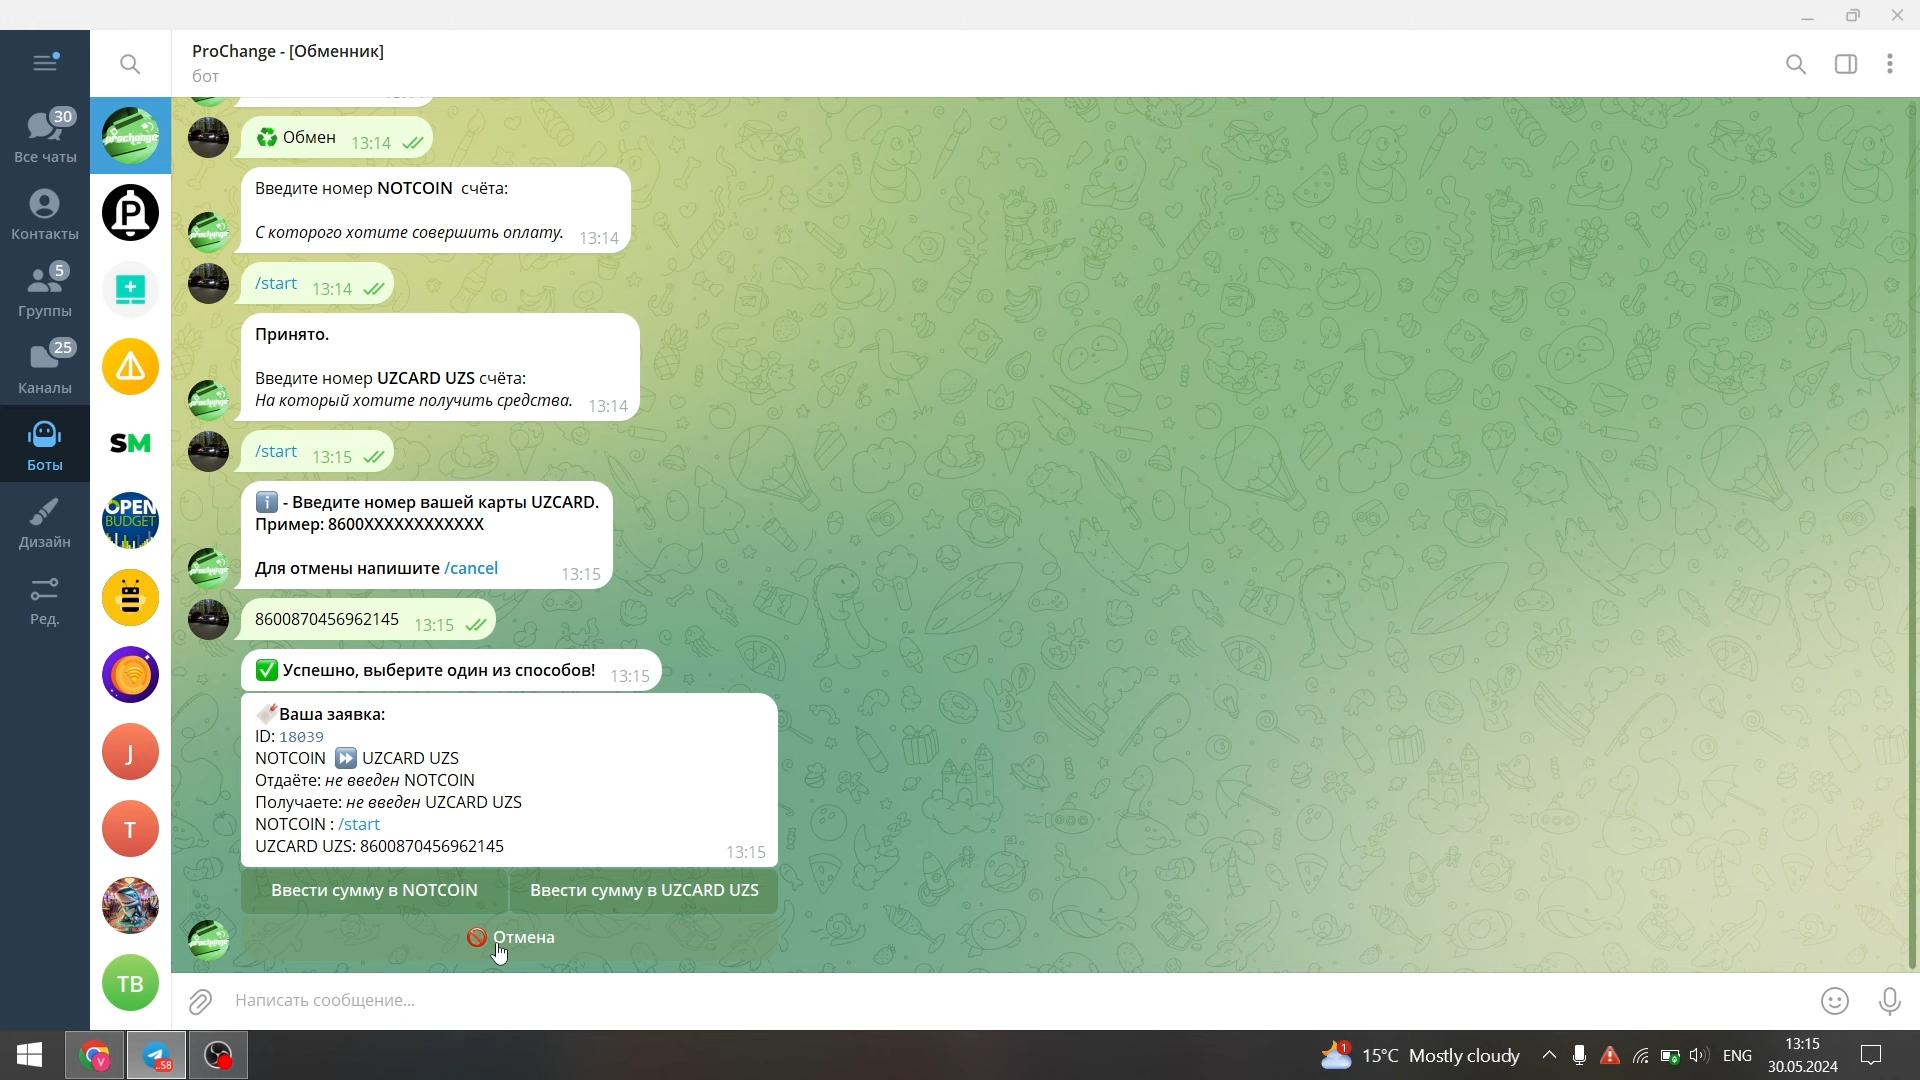 ProChange - [Обменник]
бот
30
Все чаты
Контакты
5
Группы
25
Каналы
Боты
Дизайн
Ред.
prochange
P
SM
OPEN
BUDGET
J
T
TB
Обмен 13:14
Введите номер NOTCOIN счёта:
С которого хотите совершить оплату. 13:14
/start 13:14
Принято.
Введите номер UZCARD UZS счёта:
На который хотите получить средства. 13:14
/start 13:15
- Введите номер вашей карты UZCARD.
Пример: 8600XXXXXXXXXXXX
Для отмены напишите /cancel 13:15
8600870456962145 13:15
Успешно, выберите один из способов! 13:15
Ваша заявка:
ID: 18039
NOTCOIN ⏩ UZCARD UZS
Отдаёте: не введен NOTCOIN
Получаете: не введен UZCARD UZS
NOTCOIN : /start
UZCARD UZS: 8600870456962145
13:15
Ввести сумму в NOTCOIN
Ввести сумму в UZCARD UZS
Отмена
Написать сообщение...
V
..58
1
15°C Mostly cloudy
ENG
13:15
30.05.2024